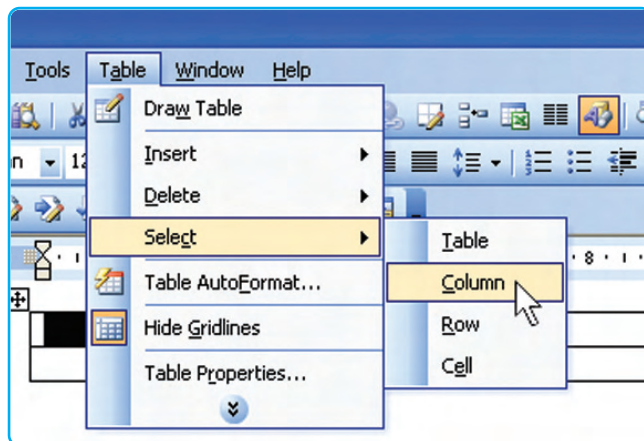 Tools Table Window Help
Draw Table
Insert
Delete
Select
Table
Column
Row
Cell
Table AutoFormat...
Hide Gridlines
Table Properties...
8